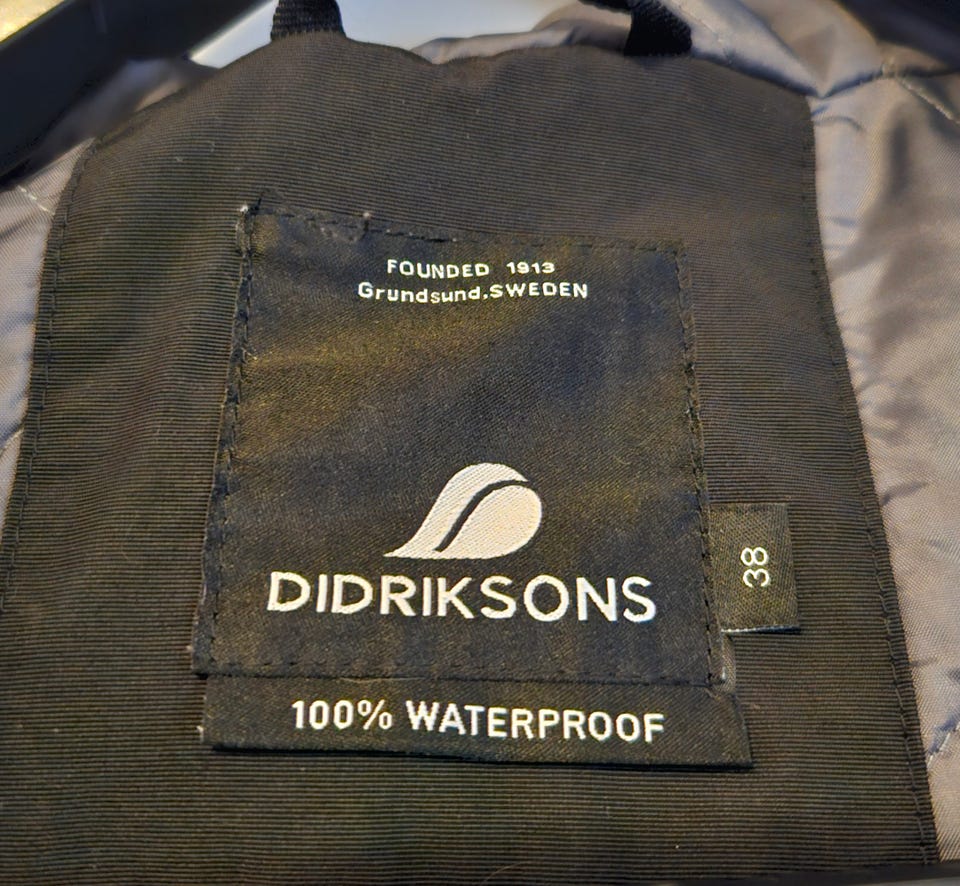 FOUNDED 1913
Grundsund,SWEDEN
DIDRIKSONS
38
100% WATERPROOF